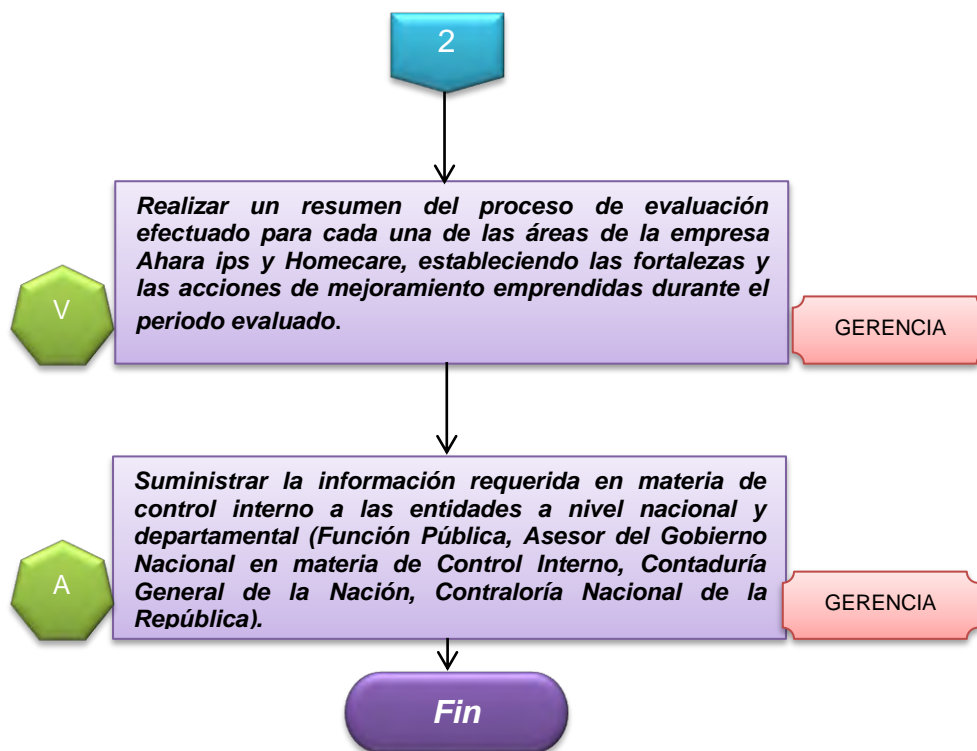 2
Realizar un resumen del proceso de evaluación
efectuado para cada una de las áreas de la empresa
Ahara ips y Homecare, estableciendo las fortalezas y
las acciones de mejoramiento emprendidas durante el
periodo evaluado.
V
GERENCIA
Suministrar la información requerida en materia de
control interno a las entidades a nivel nacional y
departamental (Función Pública, Asesor del Gobierno
Nacional en materia de Control Interno, Contaduría
General de la Nación, Contraloría Nacional de la
República).
A
GERENCIA
Fin